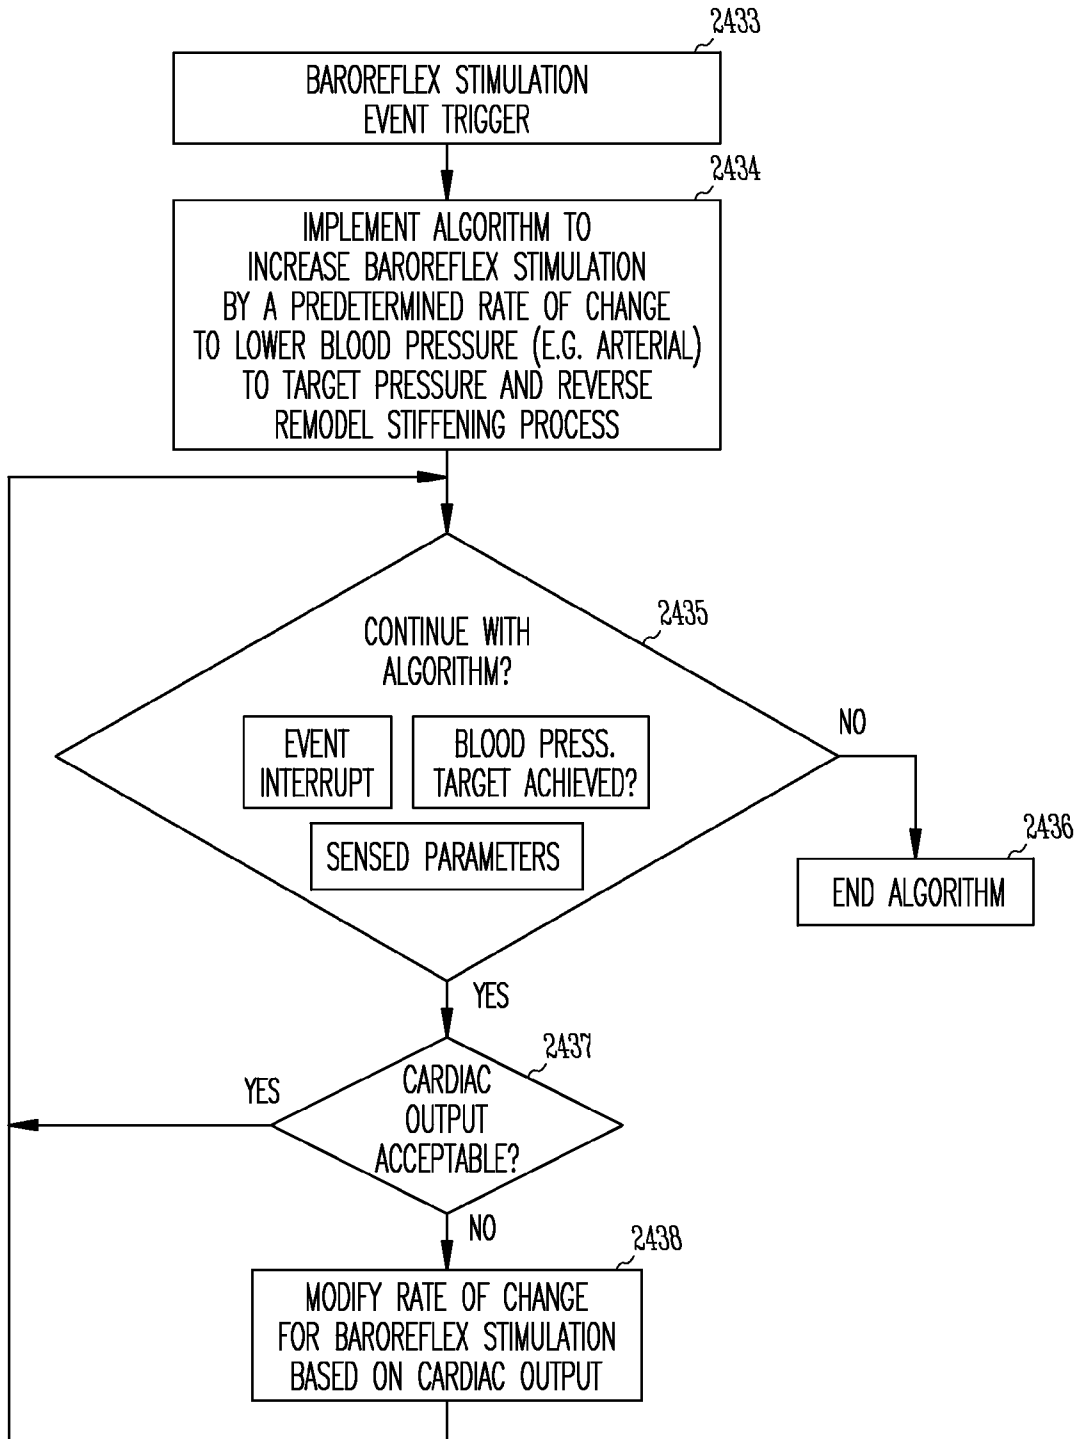 2433
BAROREFLEX STIMULATION
EVENT TRIGGER
2434
IMPLEMENT ALGORITHM TO
INCREASE BAROREFLEX STIMULATION
BY A PREDETERMINED RATE OF CHANGE
TO LOWER BLOOD PRESSURE (E.G. ARTERIAL)
TO TARGET PRESSURE AND REVERSE
REMODEL STIFFENING PROCESS
2435
CONTINUE WITH
ALGORITHM?
EVENT
INTERRUPT
BLOOD PRESS.
TARGET ACHIEVED?
SENSED PARAMETERS
NO
2436
END ALGORITHM
YES
2437
CARDIAC
OUTPUT
ACCEPTABLE?
YES
NO
2438
MODIFY RATE OF CHANGE
FOR BAROREFLEX STIMULATION
BASED ON CARDIAC OUTPUT